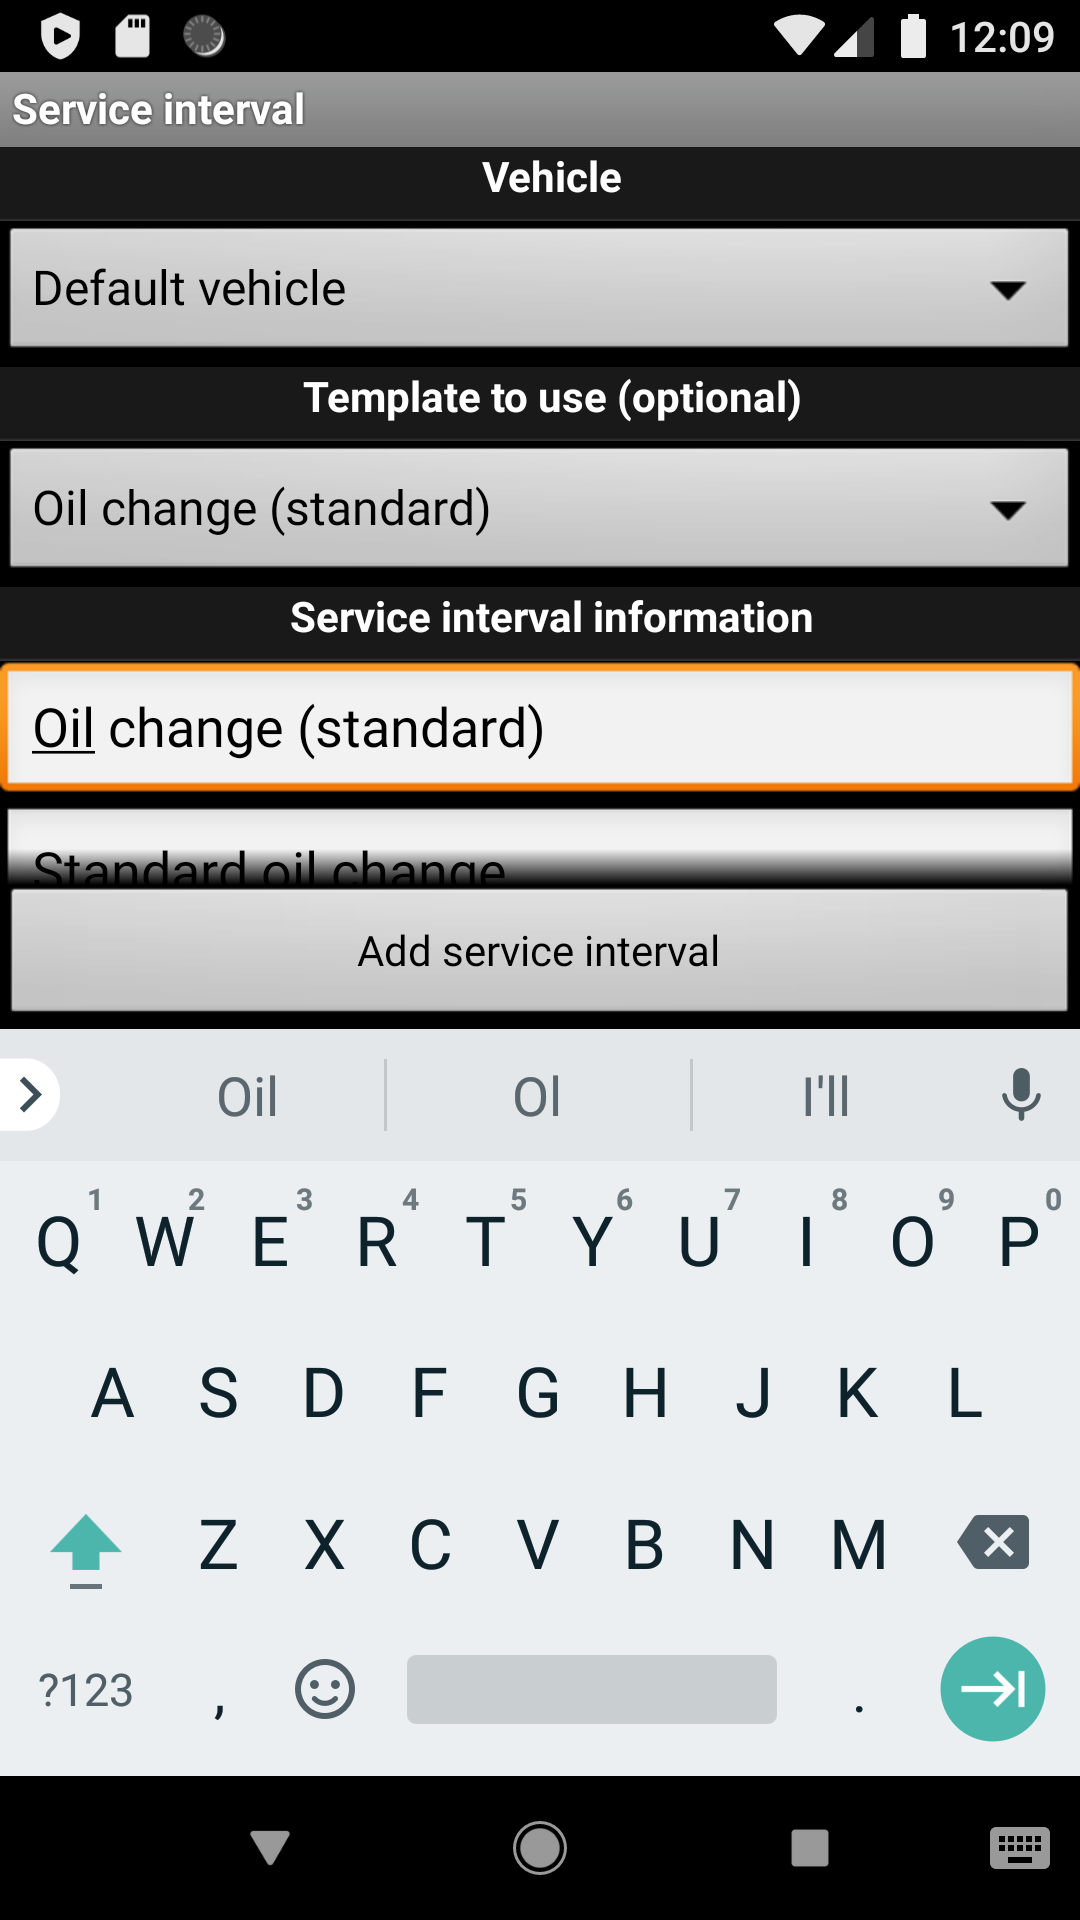 12:09
Service interval
Vehicle
Default vehicle
Template to use (optional)
Oil change (standard)
Service interval information
Oil change (standard)
Standard oil change
Add service interval
Oil Ol I'll
1 2 3 4 5 6 7 8 9 0
Q W E R T Y U I O P
A S D F G H J K L
Z X C V B N M
?123 , .